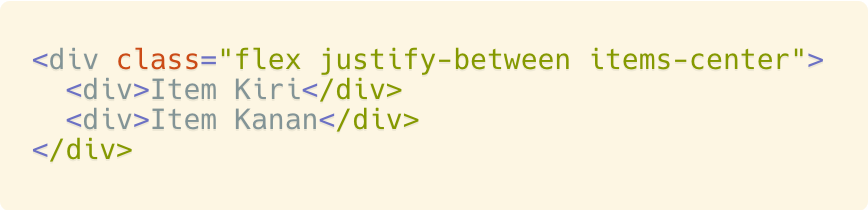 <div class="flex justify-between items-center">
  <div>Item Kiri</div>
  <div>Item Kanan</div>
</div>